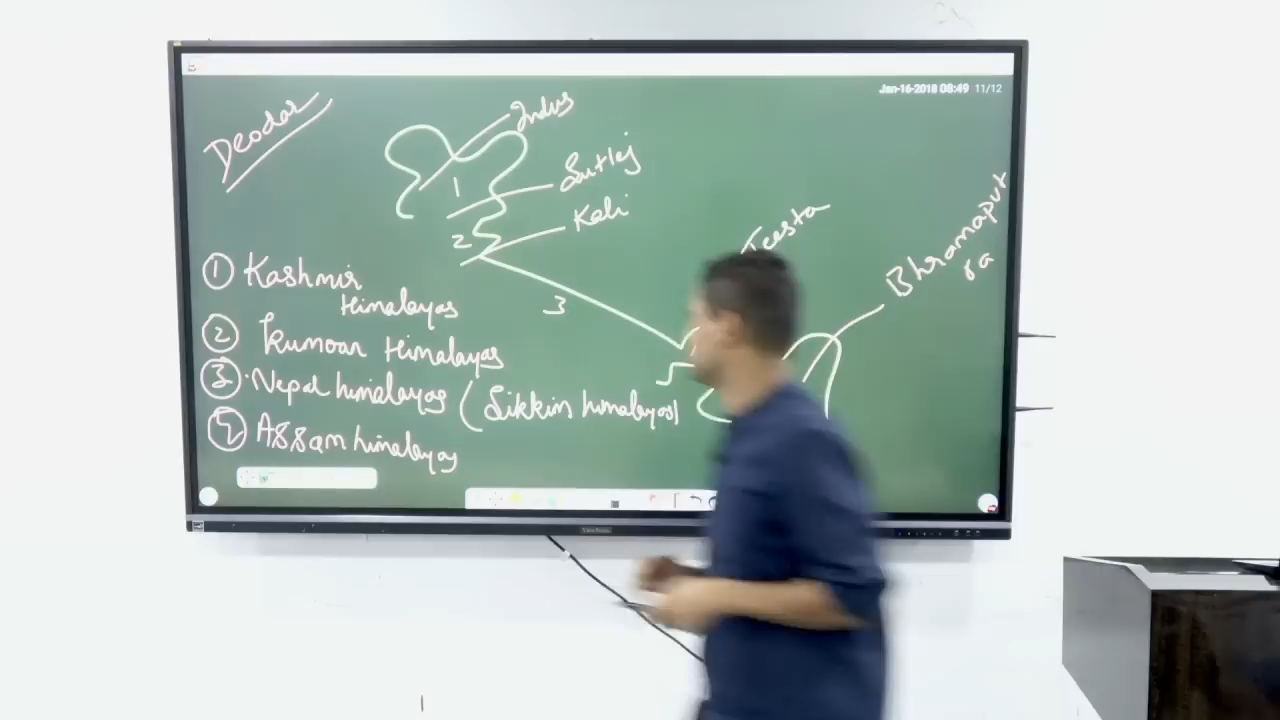 Jan-16-2018 08:49 11/12
Deodar
Indus
Sutlej
Kali
Teesta
Bhramaput
ra
1
2
3
① Kashmir
Himalayas
② Kumoan Himalayas
③ Nepal himalayas (Sikkim himalayas)
Assam himalayas
ViewSonic